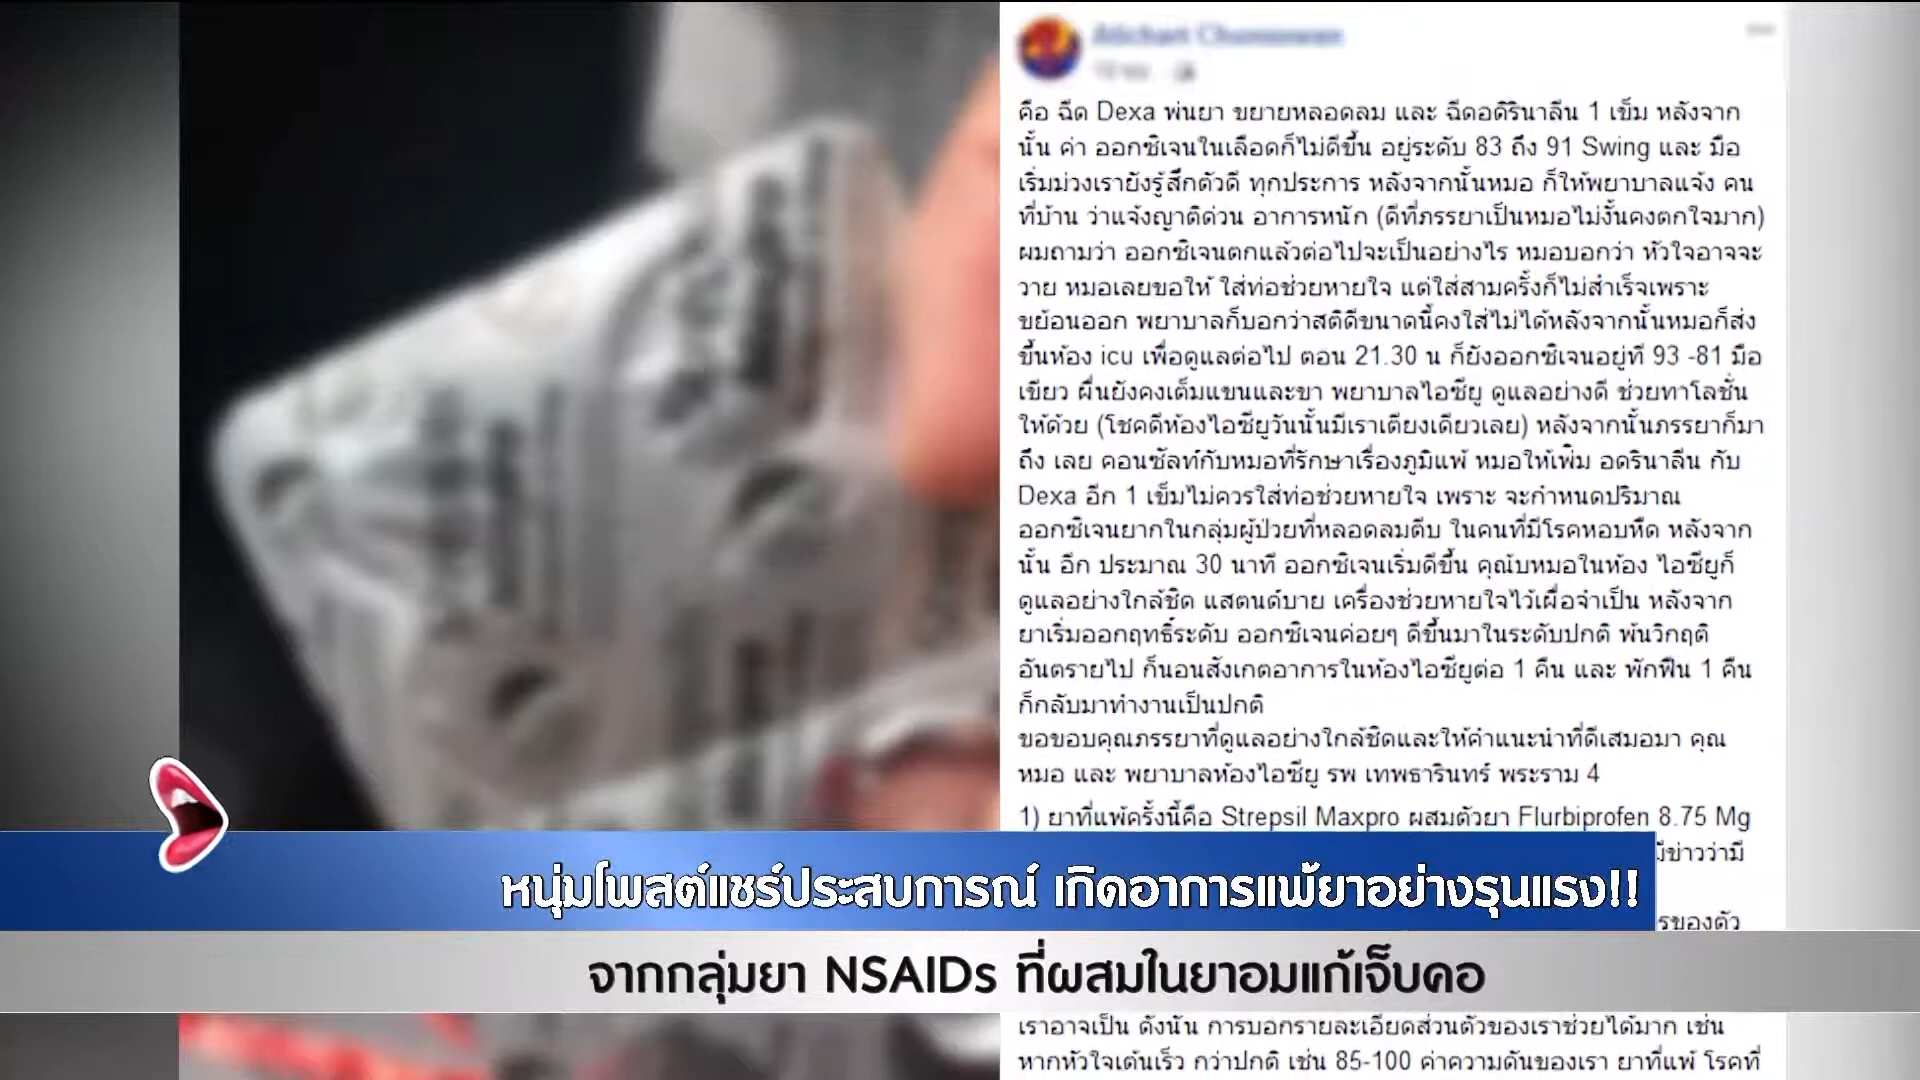 คือ ฉีด Dexa พ่นยา ขยายหลอดลม และ ฉีดอดิรินาลีน 1 เข็ม หลังจาก
นั้น ค่า ออกซิเจนในเลือดก็ไม่ดีขึ้น อยู่ระดับ 83 ถึง 91 Swing และ มือ
เริ่มม่วงเรายังรู้สึกตัวดี ทุกประการ หลังจากนั้นหมอ ก็ให้พยาบาลแจ้ง คน
ที่บ้าน ว่าแจ้งญาติด่วน อาการหนัก (ดีที่ภรรยาเป็นหมอไม่งั้นคงตกใจมาก)
ผมถามว่า ออกซิเจนตกแล้วต่อไปจะเป็นอย่างไร หมอบอกว่า หัวใจอาจจะ
วาย หมอเลยขอให้ ใส่ท่อช่วยหายใจ แต่ใส่สามครั้งก็ไม่สำเร็จเพราะ
ขย้อนออก พยาบาลก็บอกว่าสติดีขนาดนี้คงใส่ไม่ได้หลังจากนั้นหมอก็ส่ง
ขึ้นห้อง icu เพื่อดูแลต่อไป ตอน 21.30 น ก็ยังออกซิเจนอยู่ที่ 93 -81 มือ
เขียว ผื่นยังคงเต็มแขนและขา พยาบาลไอซียู ดูแลอย่างดี ช่วยทาโลชั่น
ให้ด้วย (โชคดีห้องไอซียูวันนั้นมีเราเตียงเดียวเลย) หลังจากนั้นภรรยาก็มา
ถึง เลย คอนซัลท์กับหมอที่รักษาเรื่องภูมิแพ้ หมอให้เพิ่ม อดรินาลีน กับ
Dexa อีก 1 เข็มไม่ควรใส่ท่อช่วยหายใจ เพราะ จะกำหนดปริมาณ
ออกซิเจนยากในกลุ่มผู้ป่วยที่หลอดลมตีบ ในคนที่มีโรคหอบหืด หลังจาก
นั้น อีก ประมาณ 30 นาที ออกซิเจนเริ่มดีขึ้น คุณับหมอในห้อง ไอซียูก็
ดูแลอย่างใกล้ชิด แสตนด์บาย เครื่องช่วยหายใจไว้เผื่อจำเป็น หลังจาก
ยาเริ่มออกฤทธิ์ระดับ ออกซิเจนค่อยๆ ดีขึ้นมาในระดับปกติ พ้นวิกฤติ
อันตรายไป ก็นอนสังเกตอาการในห้องไอซียูต่อ 1 คืน และ พักฟื้น 1 คืน
ก็กลับมาทำงานเป็นปกติ
ขอขอบคุณภรรยาที่ดูแลอย่างใกล้ชิดและให้คำแนะนำที่ดีเสมอมา คุณ
หมอ และ พยาบาลห้องไอซียู รพ เทพธารินทร์ พระราม 4
1) ยาที่แพ้ครั้งนี้คือ Strepsil Maxpro ผสมตัวยา Flurbiprofen 8.75 Mg
มีข่าวว่ามี
หนุ่มโพสต์แชร์ประสบการณ์ เกิดอาการแพ้ยาอย่างรุนแรง!!
รของตัว
จากกลุ่มยา NSAIDs ที่ผสมในยาอมแก้เจ็บคอ
เราอาจเป็น ดังนั้น การบอกรายละเอียดส่วนตัวของเราช่วยได้มาก เช่น
หากหัวใจเต้นเร็ว กว่าปกติ เช่น 85-100 ค่าความดันของเรา ยาที่แพ้ โรคที่